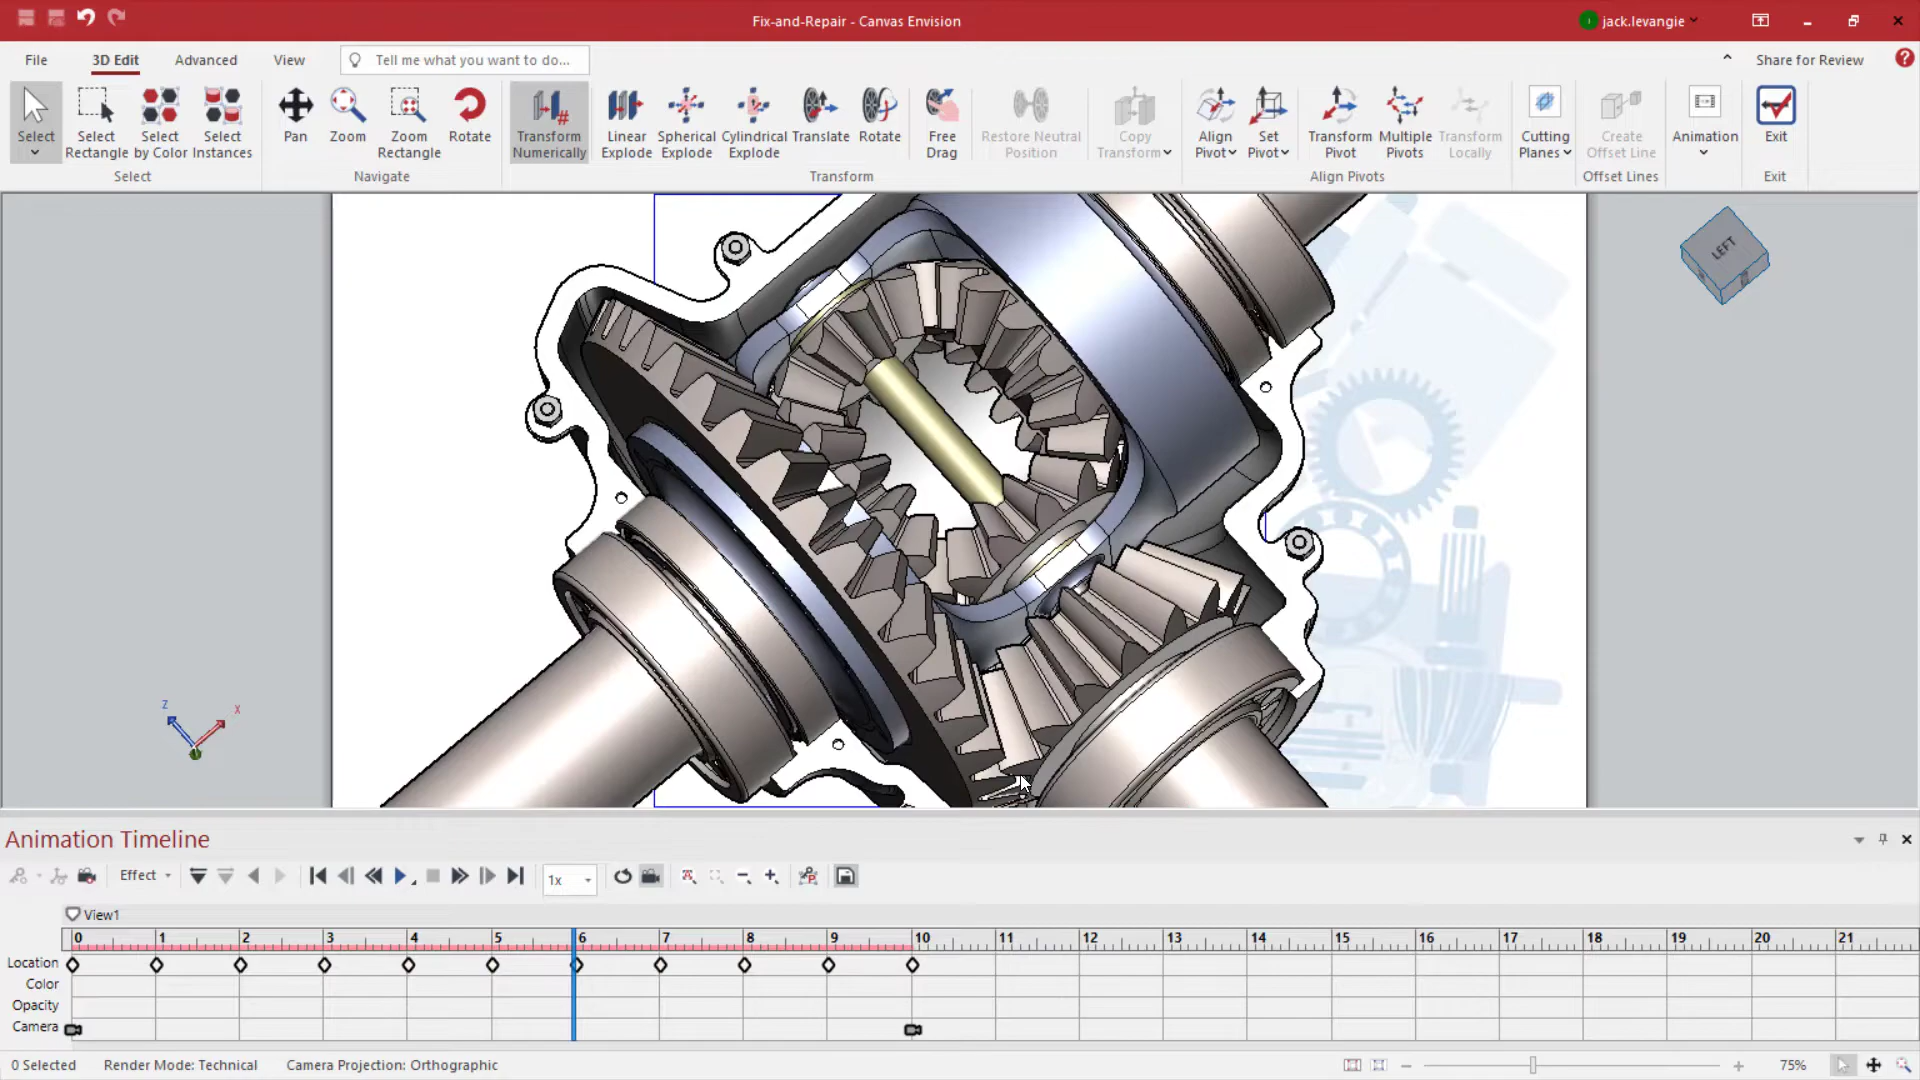 Fix-and-Repair - Canvas Envision
jack.levangie
File 3D Edit Advanced View Tell me what you want to do... Share for Review
Select
Select Rectangle
Select by Color
Select Instances
Select
Pan
Zoom
Zoom Rectangle
Rotate
Navigate
Transform Numerically
Linear Explode
Spherical Explode
Cylindrical Explode
Translate
Rotate
Free Drag
Restore Neutral Position
Copy Transform
Transform
Align Pivot
Set Pivot
Transform Pivot
Multiple Pivots
Transform Locally
Align Pivots
Cutting Planes
Create Offset Line
Offset Lines
Animation
Exit
Exit
LEFT
Z X
Animation Timeline
Effect 1x
View1
0 1 2 3 4 5 6 7 8 9 10 11 12 13 14 15 16 17 18 19 20 21
Location
Color
Opacity
Camera
0 Selected Render Mode: Technical Camera Projection: Orthographic 75%